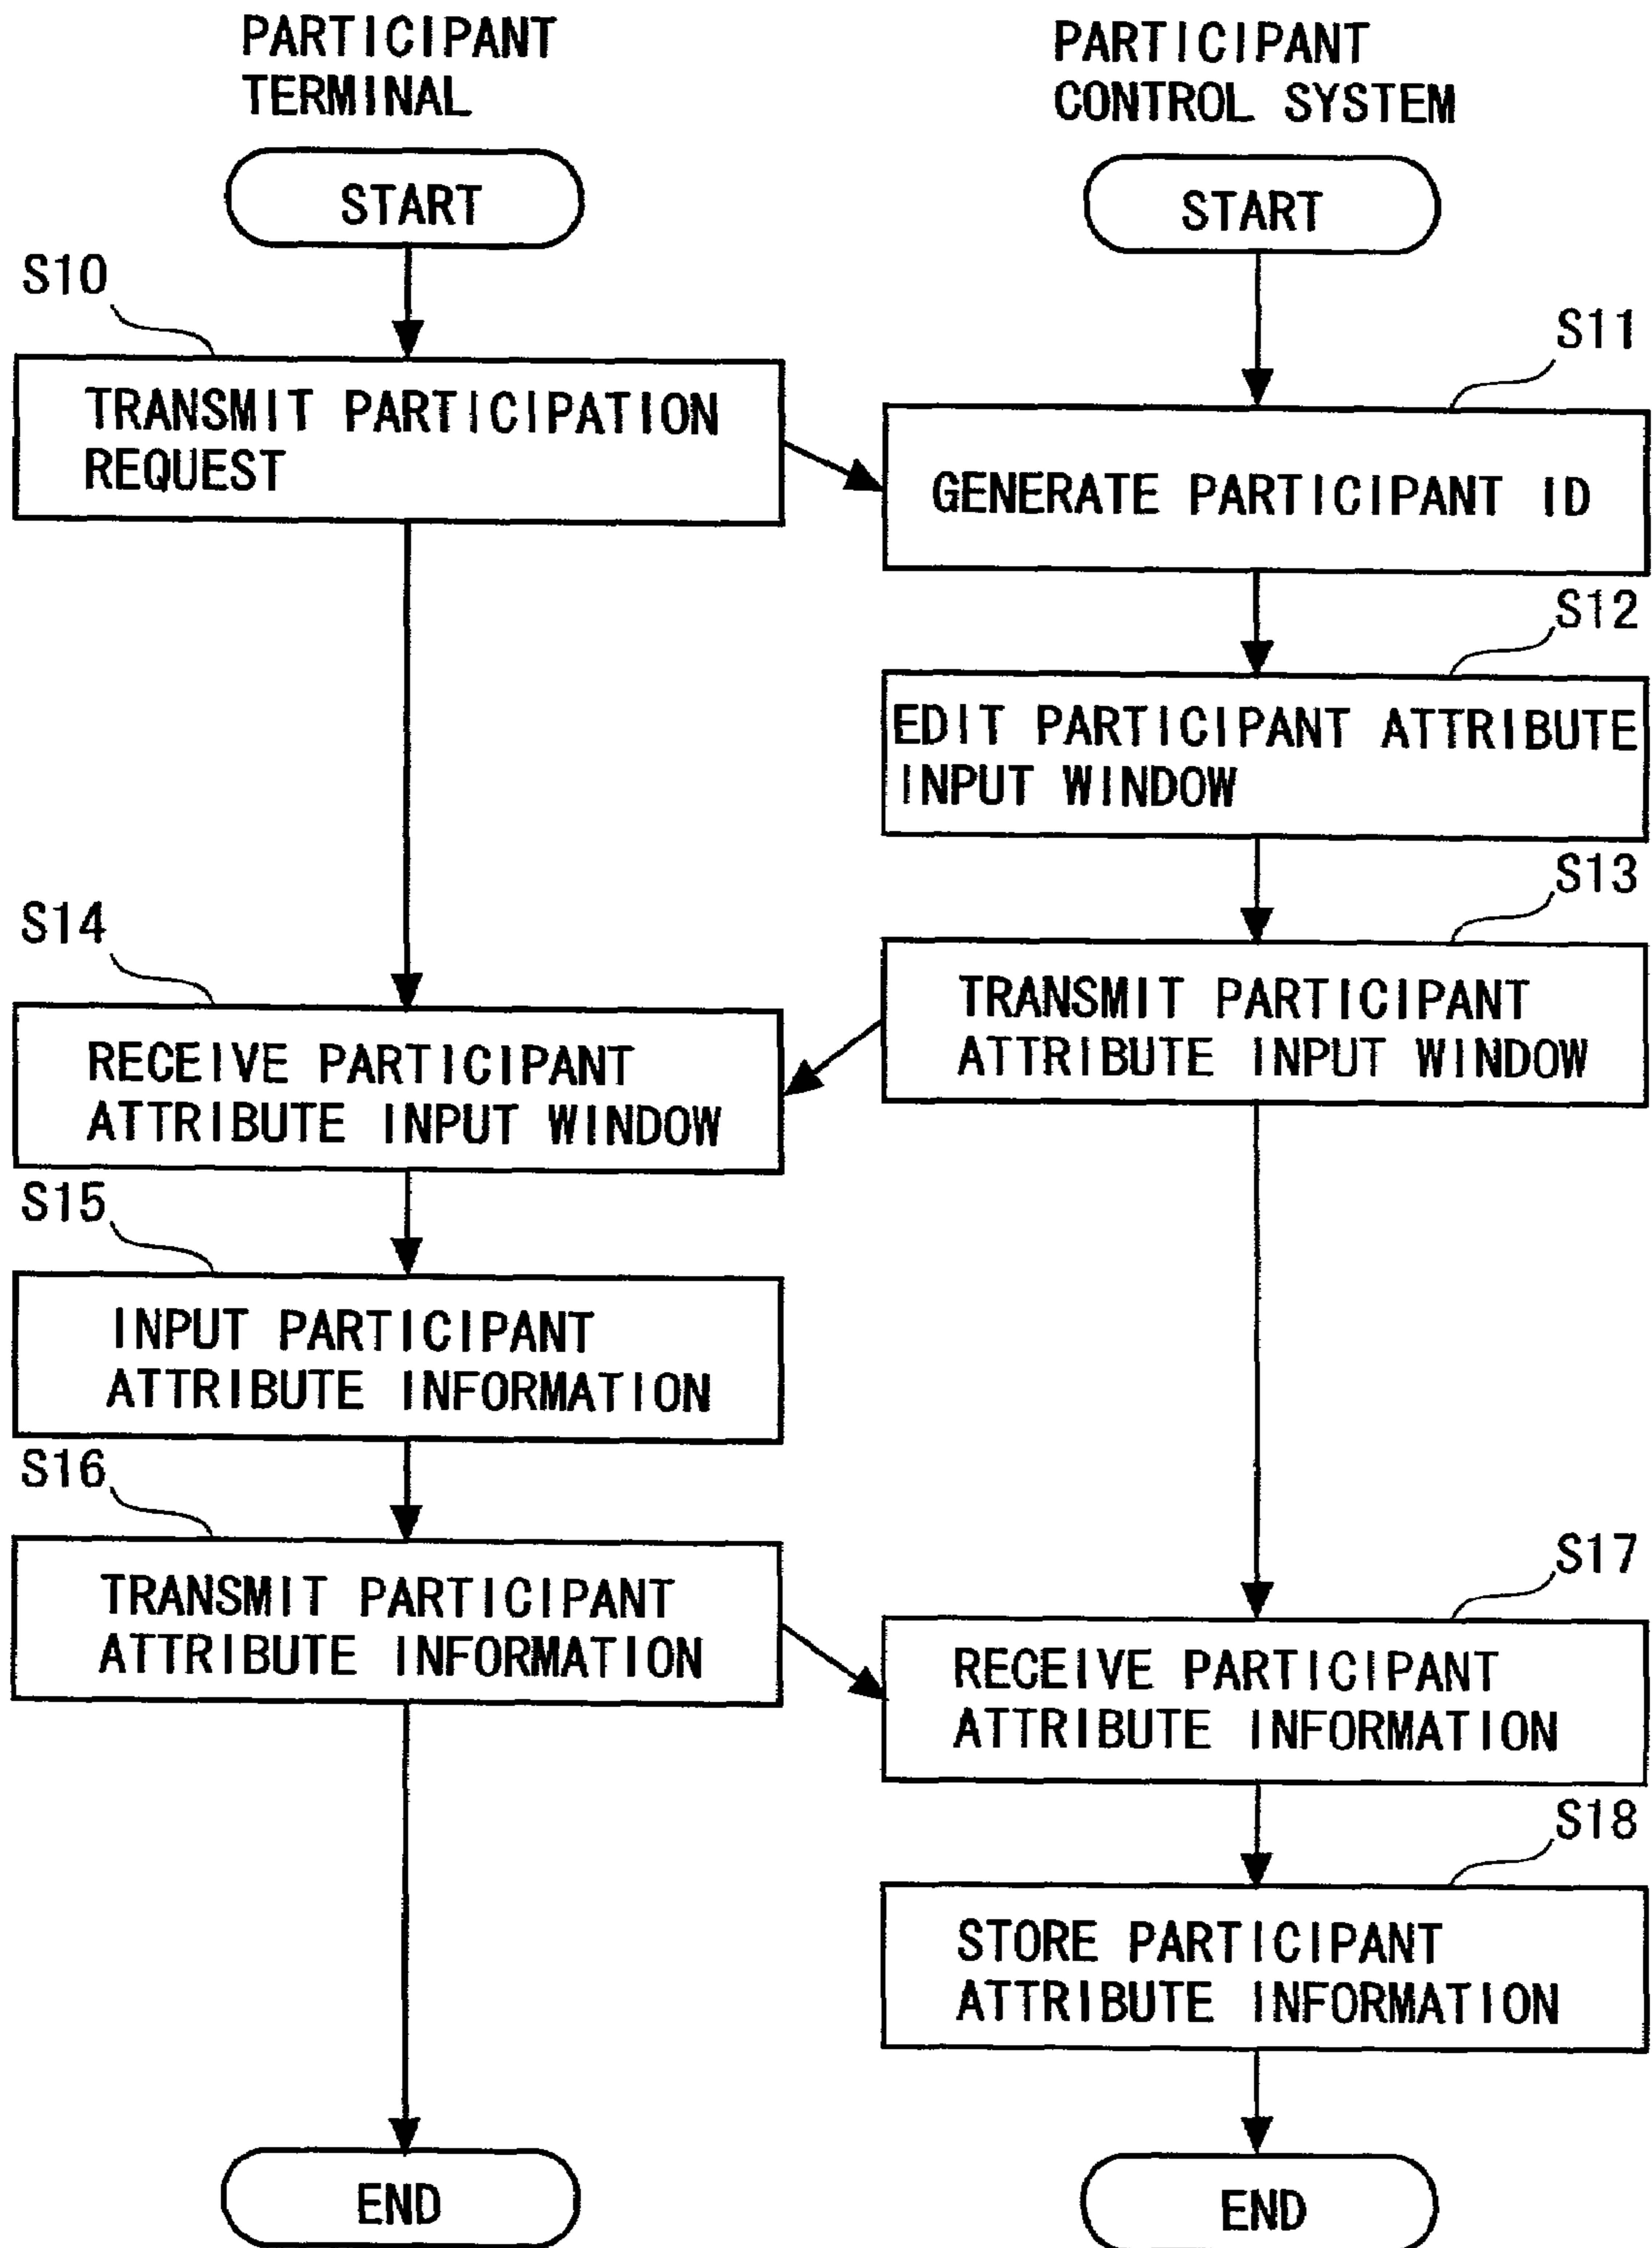 PARTICIPANT
TERMINAL
PARTICIPANT
CONTROL SYSTEM
START
START
S10
TRANSMIT PARTICIPATION
REQUEST
S11
GENERATE PARTICIPANT ID
S12
EDIT PARTICIPANT ATTRIBUTE
INPUT WINDOW
S13
TRANSMIT PARTICIPANT
ATTRIBUTE INPUT WINDOW
S14
RECEIVE PARTICIPANT
ATTRIBUTE INPUT WINDOW
S15
INPUT PARTICIPANT
ATTRIBUTE INFORMATION
S16
TRANSMIT PARTICIPANT
ATTRIBUTE INFORMATION
S17
RECEIVE PARTICIPANT
ATTRIBUTE INFORMATION
S18
STORE PARTICIPANT
ATTRIBUTE INFORMATION
END
END